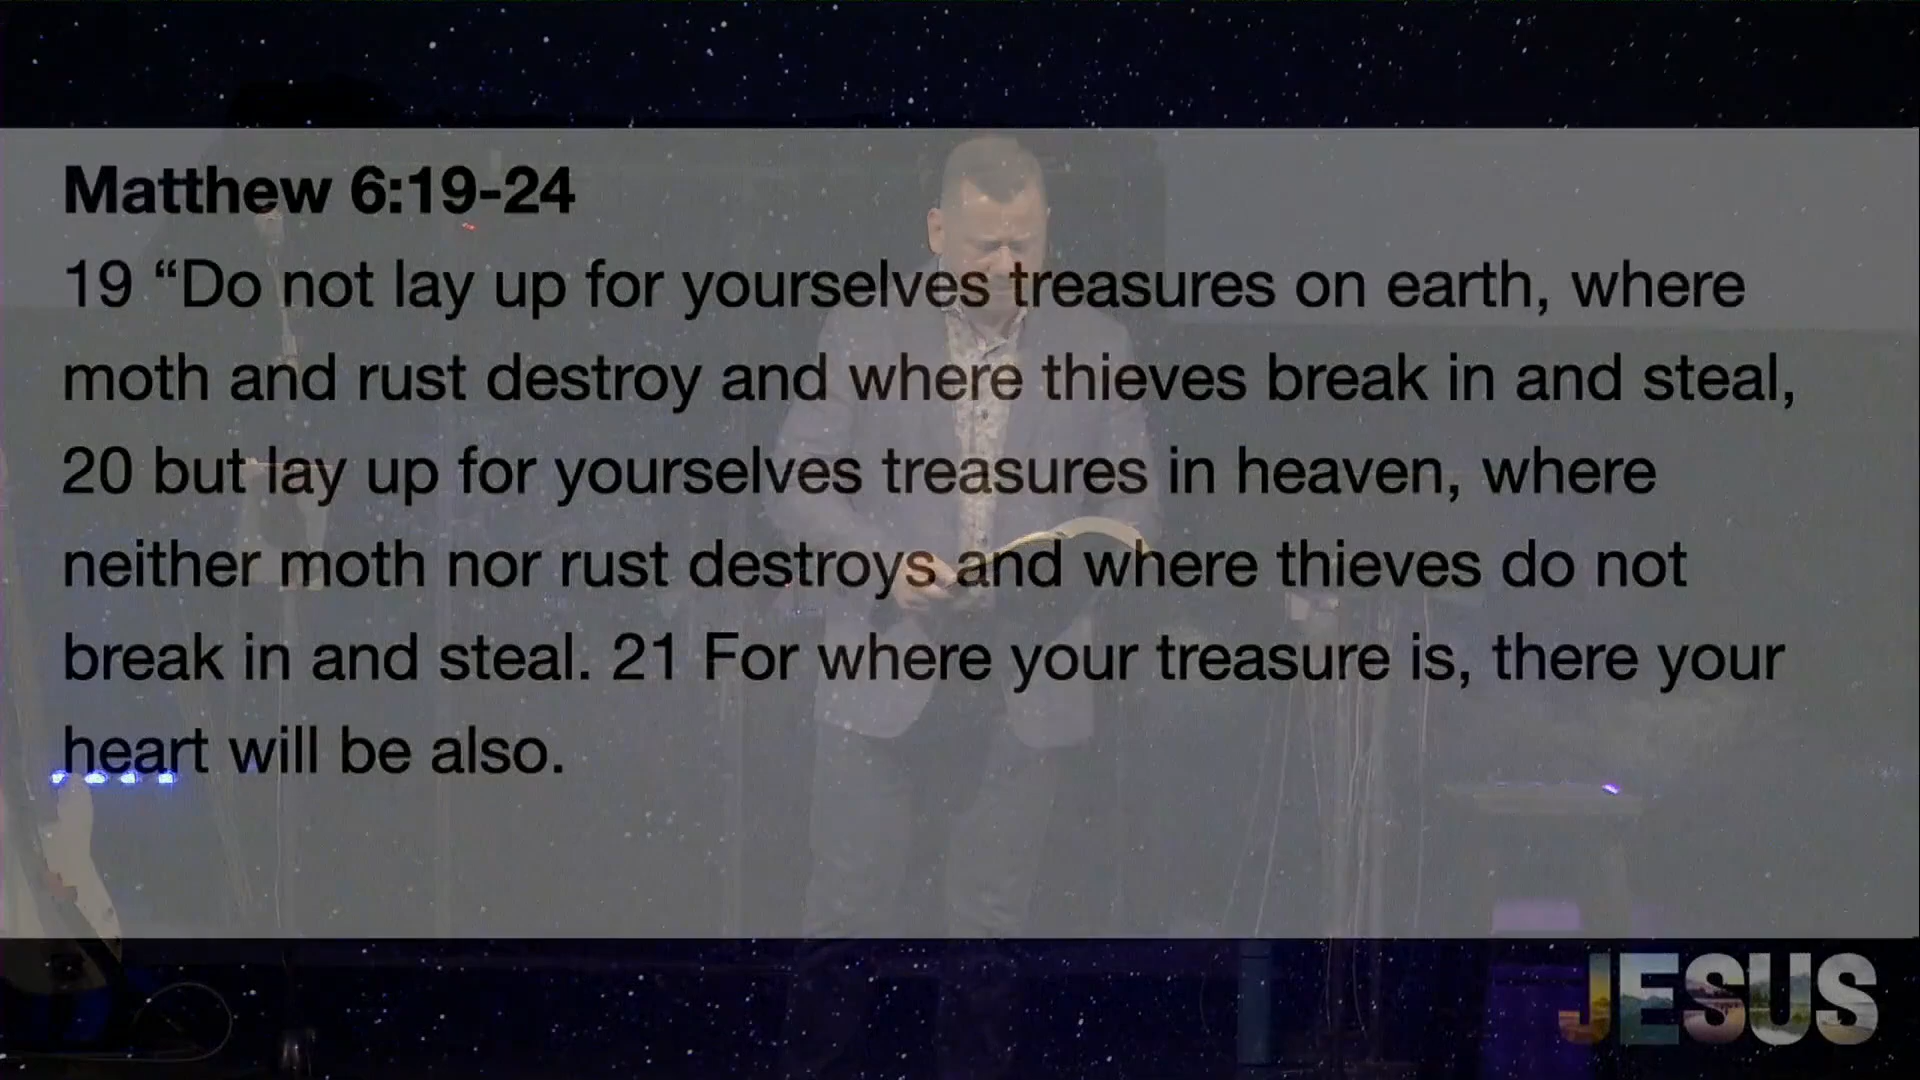 Matthew 6:19-24
19 “Do not lay up for yourselves treasures on earth, where
moth and rust destroy and where thieves break in and steal,
20 but lay up for yourselves treasures in heaven, where
neither moth nor rust destroys and where thieves do not
break in and steal. 21 For where your treasure is, there your
heart will be also.
JESUS